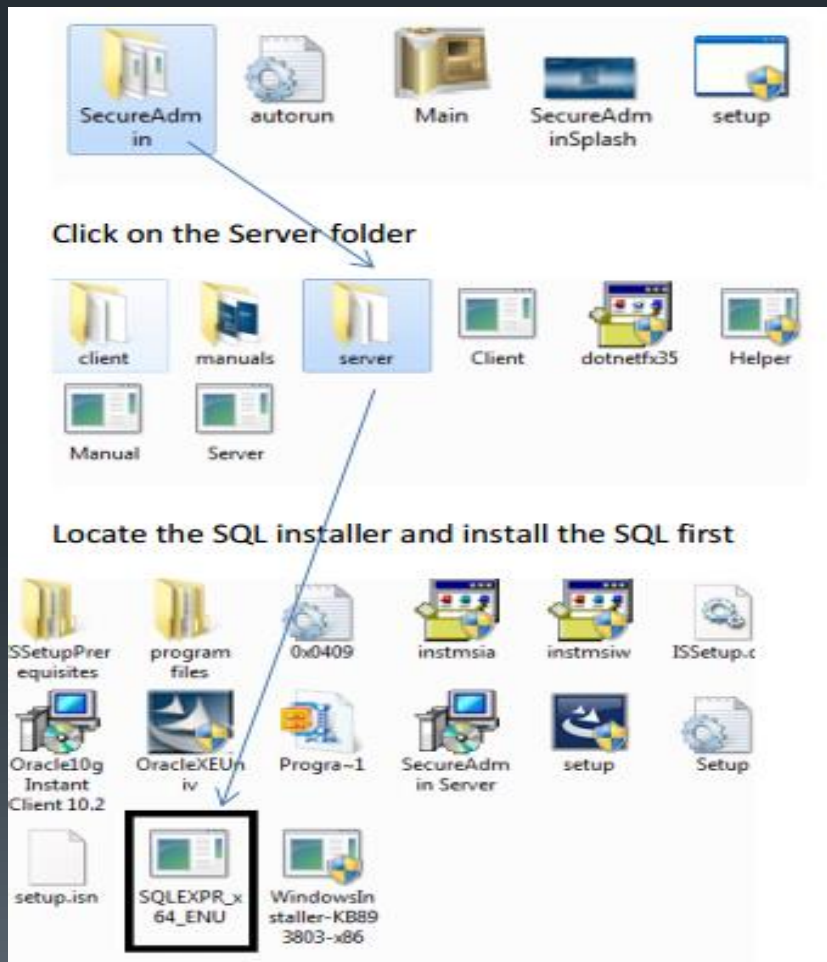 SecureAdm
in
autorun
Main
SecureAdm
inSplash
setup
Click on the Server folder
client
manuals
server
Client
dotnetfx35
Helper
Manual
Server
Locate the SQL installer and install the SQL first
SSetupPrer
equisites
program
files
0x0409
instmsia
instmsiw
ISSetup.c
Oracle10g
Instant
Client 10.2
OracleXEUn
iv
Progra~1
SecureAdm
in Server
setup
Setup
setup.isn
SQLEXPR_x
64_ENU
WindowsIn
staller-KB89
3803-x86